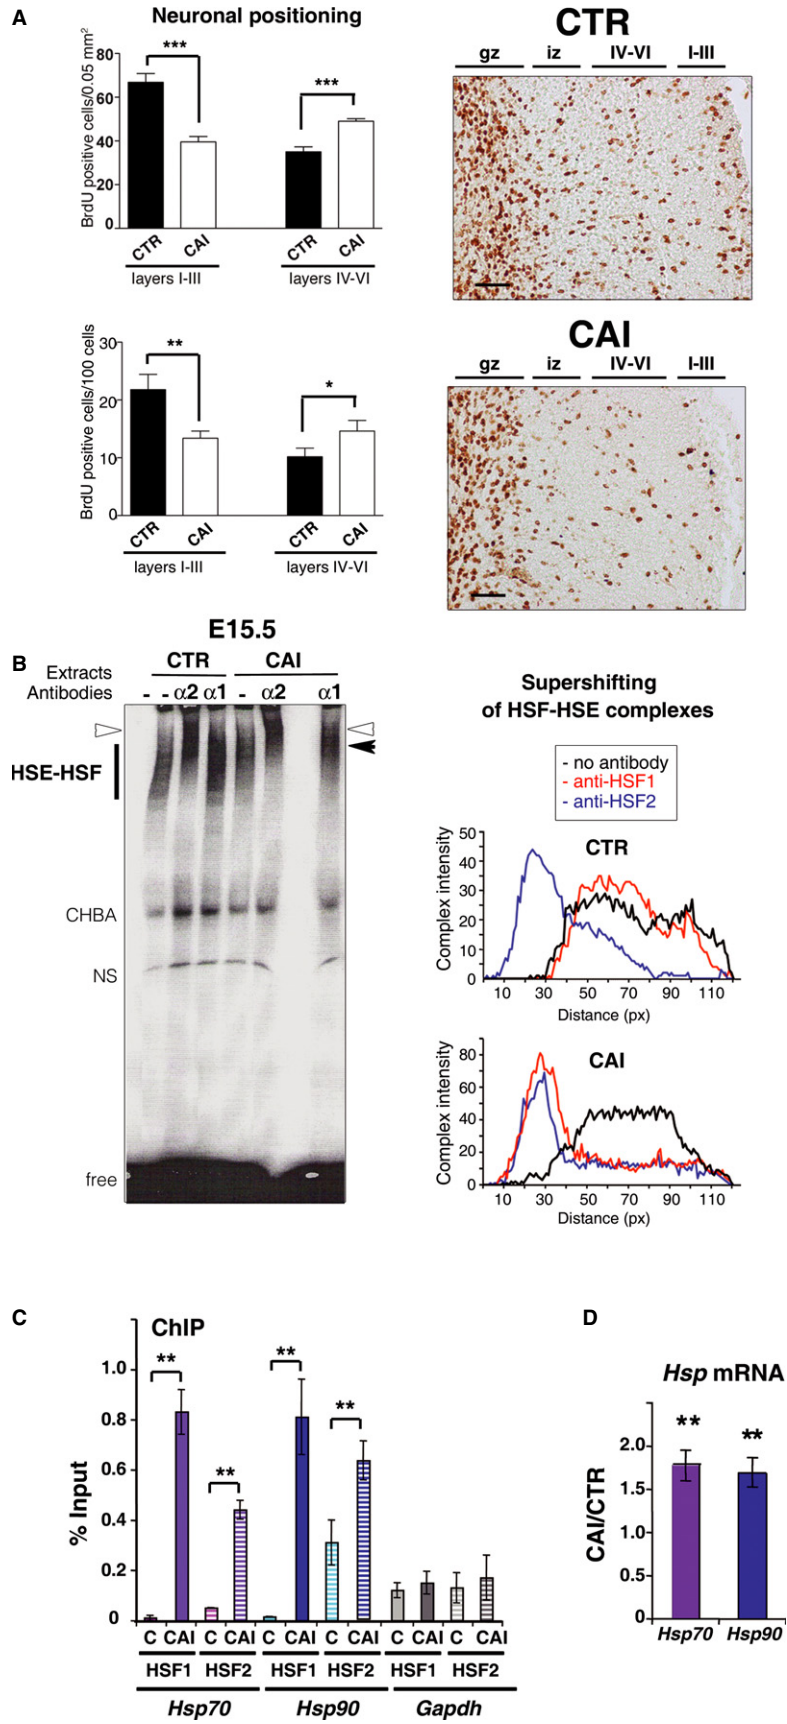 A
Neuronal positioning
BrdU positive cells/0.05 mm²
80
60
40
60
0
***
***
CTR
CAI
CTR
CAI
layers I-III
layers IV-VI
BrdU positive cells/100 cells
30
20
10
0
**
*
CTR
CAI
CTR
CAI
layers I-III
layers IV-VI
CTR
gz
iz
IV-VI
I-III
CAI
gz
iz
IV-VI
I-III
B
E15.5
CTR
CAI
Extracts
Antibodies
- - α2 α1 - α2 α1
HSE-HSF
CHBA
NS
free
Supershifting
of HSF-HSE complexes
- no antibody
- anti-HSF1
- anti-HSF2
CTR
Complex intensity
50
40
30
20
10
0
10 30 50 70 90 110
Distance (px)
CAI
Complex intensity
80
60
40
20
0
10 30 50 70 90 110
Distance (px)
C
ChIP
% Input
1.0
0.8
0.6
0.4
0.2
0
**
**
**
**
C CAI C CAI C CAI C CAI C CAI C CAI
HSF1 HSF2 HSF1 HSF2 HSF1 HSF2
Hsp70 Hsp90 Gapdh
D
Hsp mRNA
CAI/CTR
2.0
1.5
1.0
0
**
**
Hsp70 Hsp90